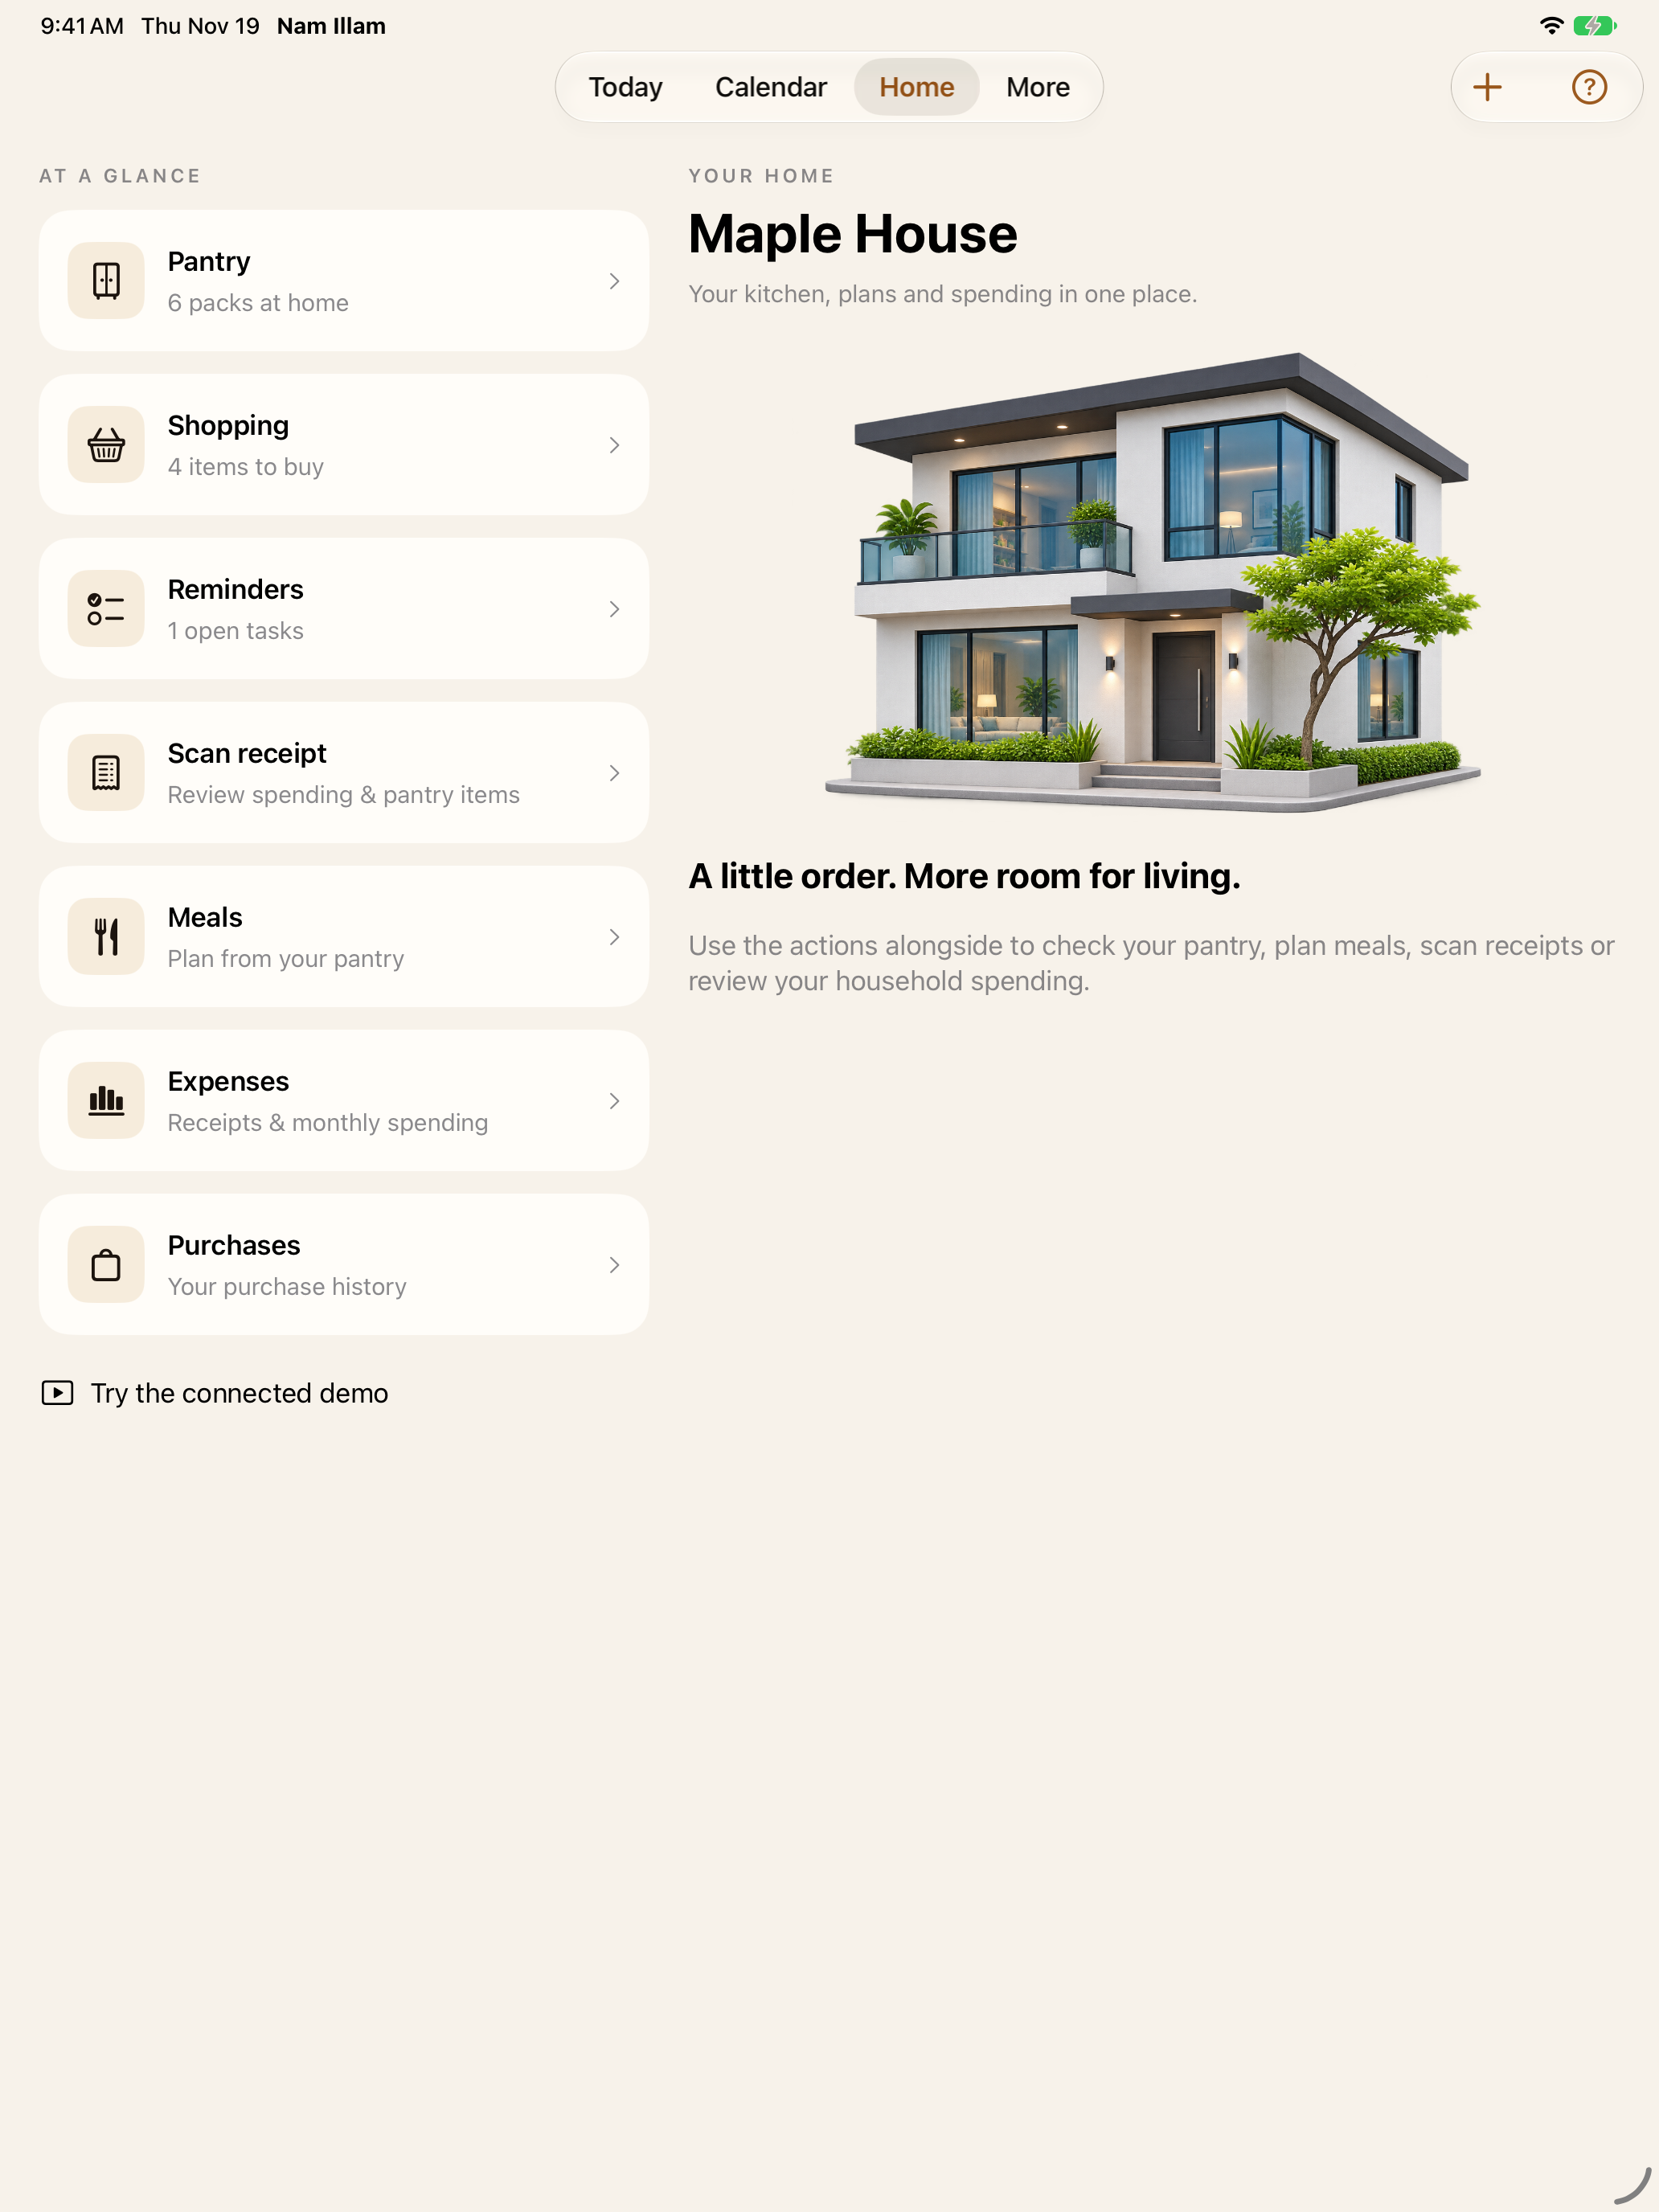 9:41 AM Thu Nov 19 Nam Illam
Today Calendar Home More
AT A GLANCE
Pantry
6 packs at home
Shopping
4 items to buy
Reminders
1 open tasks
Scan receipt
Review spending & pantry items
Meals
Plan from your pantry
Expenses
Receipts & monthly spending
Purchases
Your purchase history
Try the connected demo
YOUR HOME
Maple House
Your kitchen, plans and spending in one place.
A little order. More room for living.
Use the actions alongside to check your pantry, plan meals, scan receipts or
review your household spending.